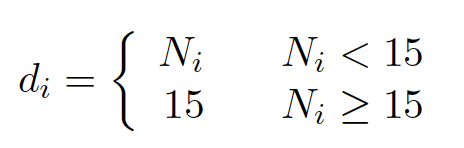 d_i = { N_i    N_i < 15
15    N_i ≥ 15